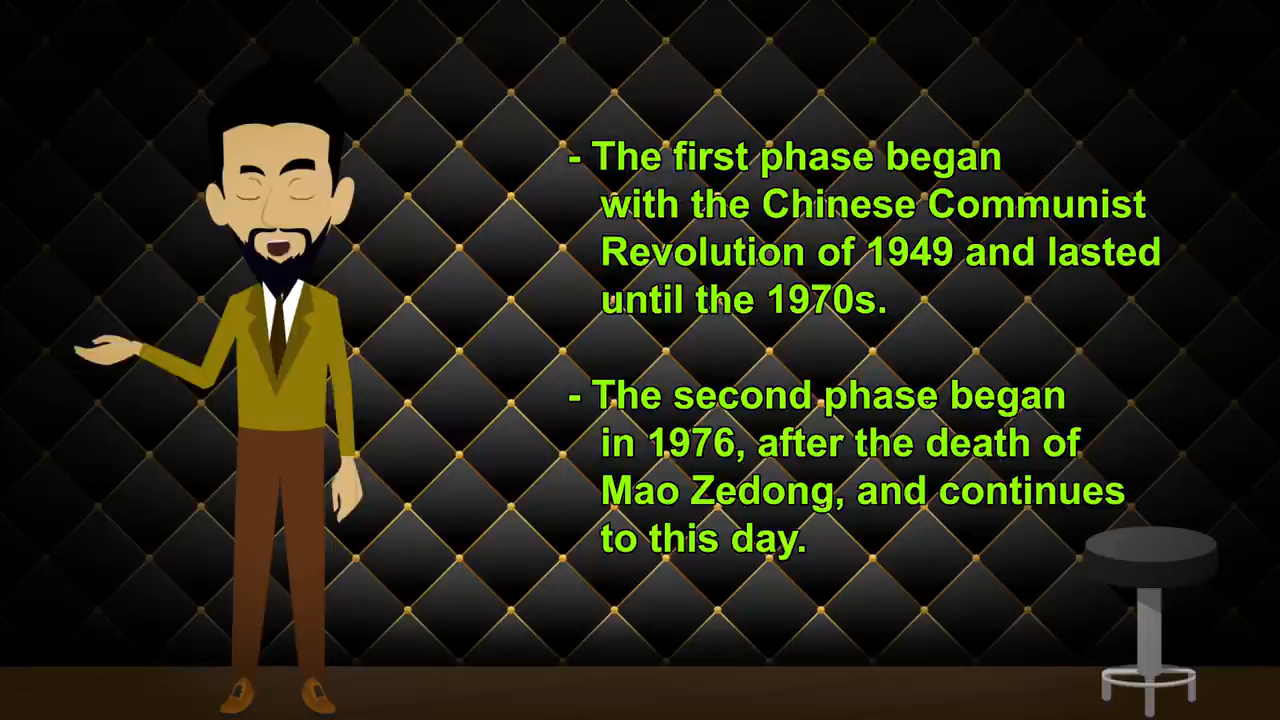 - The first phase began
with the Chinese Communist
Revolution of 1949 and lasted
until the 1970s.
- The second phase began
in 1976, after the death of
Mao Zedong, and continues
to this day.